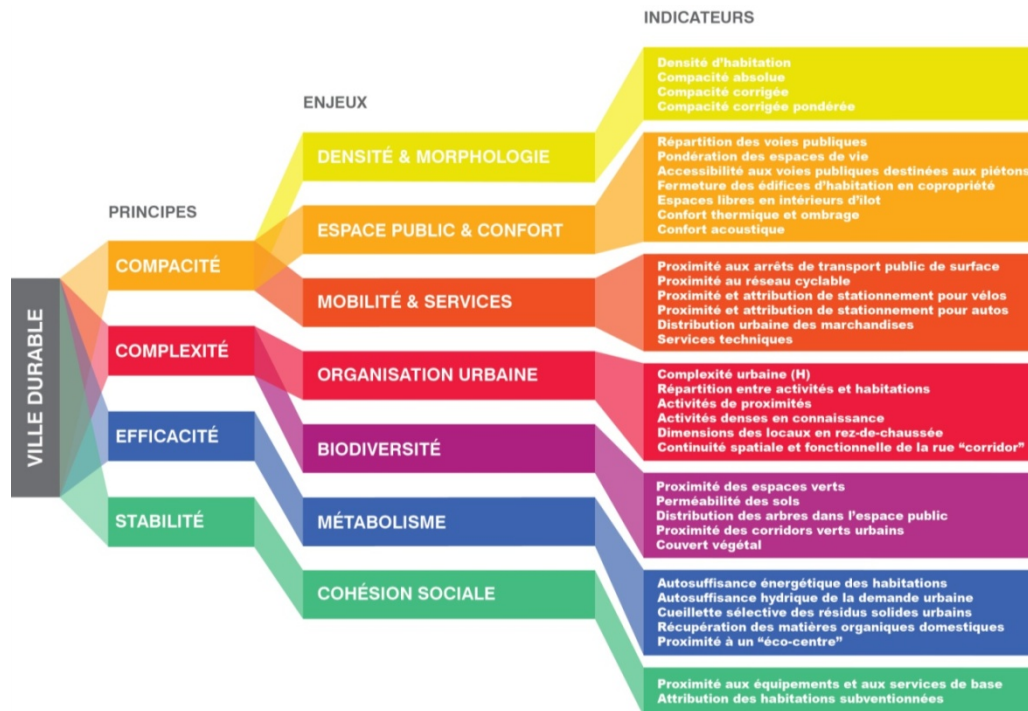 INDICATEURS
ENJEUX
PRINCIPES
VILLE DURABLE
COMPACITÉ
COMPLEXITÉ
EFFICACITÉ
STABILITÉ
DENSITÉ & MORPHOLOGIE
ESPACE PUBLIC & CONFORT
MOBILITÉ & SERVICES
ORGANISATION URBAINE
BIODIVERSITÉ
MÉTABOLISME
COHÉSION SOCIALE
Densité d'habitation
Compacité absolue
Compacité corrigée
Compacité corrigée pondérée
Répartition des voies publiques
Pondération des espaces de vie
Accessibilité aux voies publiques destinées aux piétons
Fermeture des édifices d'habitation en copropriété
Espaces libres en intérieurs d'îlot
Confort thermique et ombrage
Confort acoustique
Proximité aux arrêts de transport public de surface
Proximité au réseau cyclable
Proximité et attribution de stationnement pour vélos
Proximité et attribution de stationnement pour autos
Distribution urbaine des marchandises
Services techniques
Complexité urbaine (H)
Répartition entre activités et habitations
Activités de proximités
Activités denses en connaissance
Dimensions des locaux en rez-de-chaussée
Continuité spatiale et fonctionnelle de la rue "corridor"
Proximité des espaces verts
Perméabilité des sols
Distribution des arbres dans l'espace public
Proximité des corridors verts urbains
Couvert végétal
Autosuffisance énergétique des habitations
Autosuffisance hydrique de la demande urbaine
Cueillette sélective des résidus solides urbains
Récupération des matières organiques domestiques
Proximité à un "éco-centre"
Proximité aux équipements et aux services de base
Attribution des habitations subventionnées